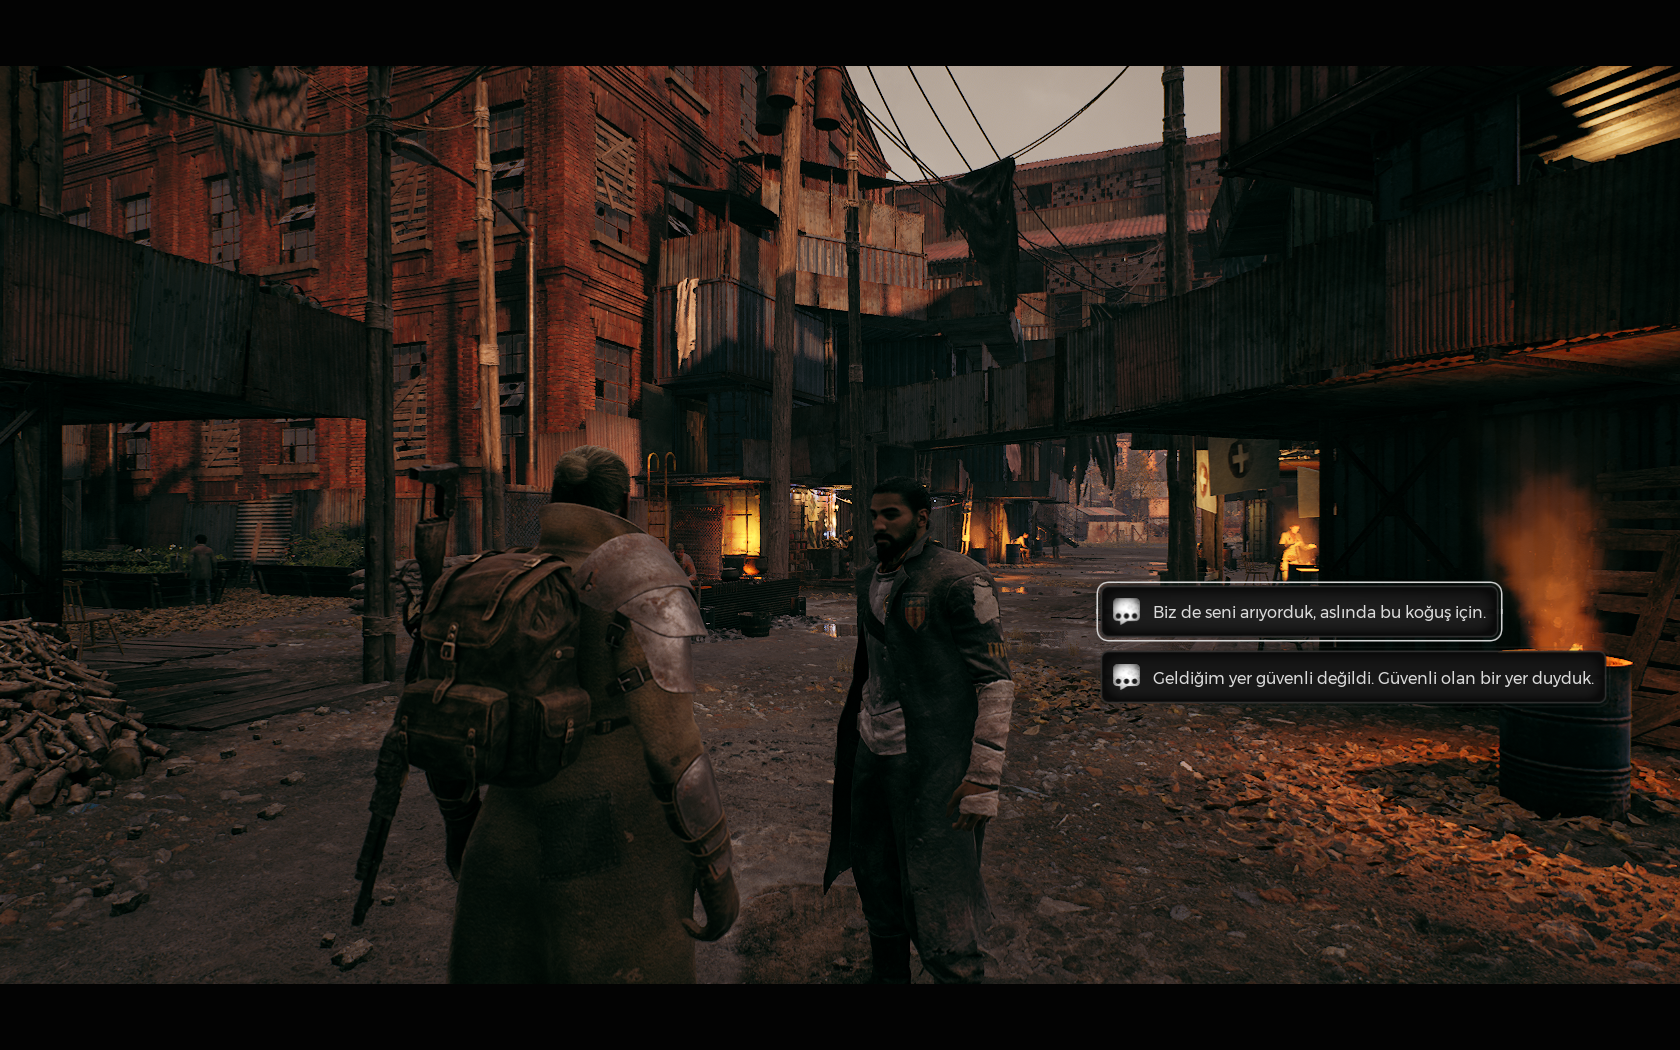 Biz de seni arıyorduk, aslında bu koğuş için.
Geldiğim yer güvenli değildi. Güvenli olan bir yer duyduk.